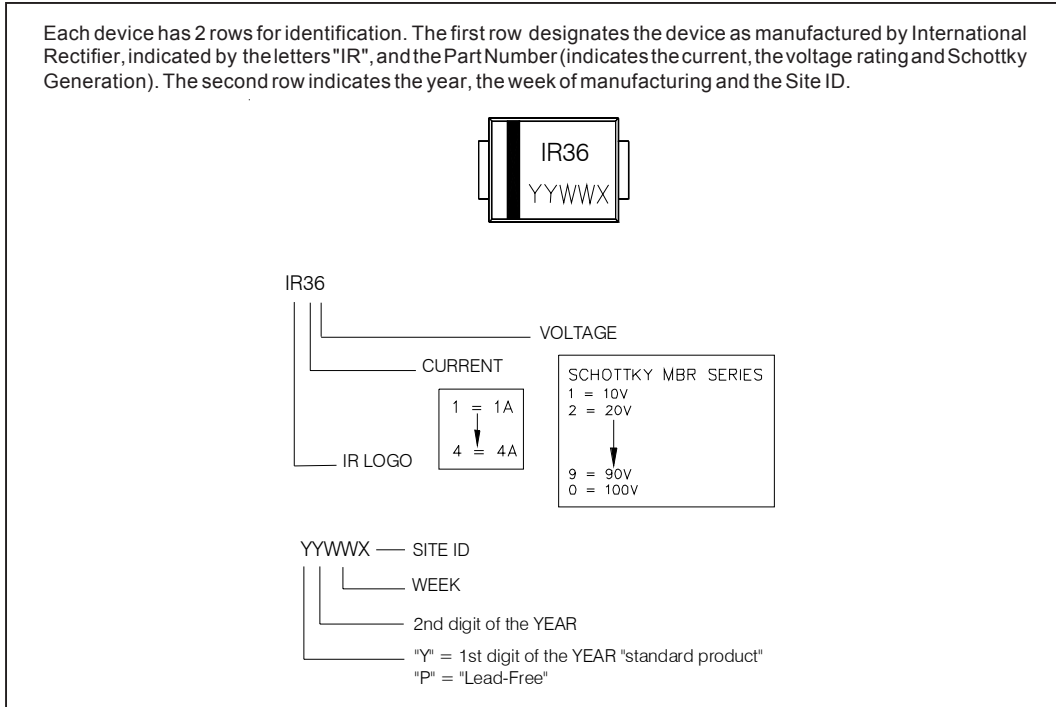 Each device has 2 rows for identification. The first row designates the device as manufactured by International
Rectifier, indicated by the letters "IR", and the Part Number (indicates the current, the voltage rating and Schottky
Generation). The second row indicates the year, the week of manufacturing and the Site ID.
IR36
YYWWX
IR36
VOLTAGE
CURRENT
SCHOTTKY MBR SERIES
1 = 10V
2 = 20V
9 = 90V
0 = 100V
1 = 1A
4 = 4A
IR LOGO
YYWWX
SITE ID
WEEK
2nd digit of the YEAR
"Y" = 1st digit of the YEAR "standard product"
"P" = "Lead-Free"